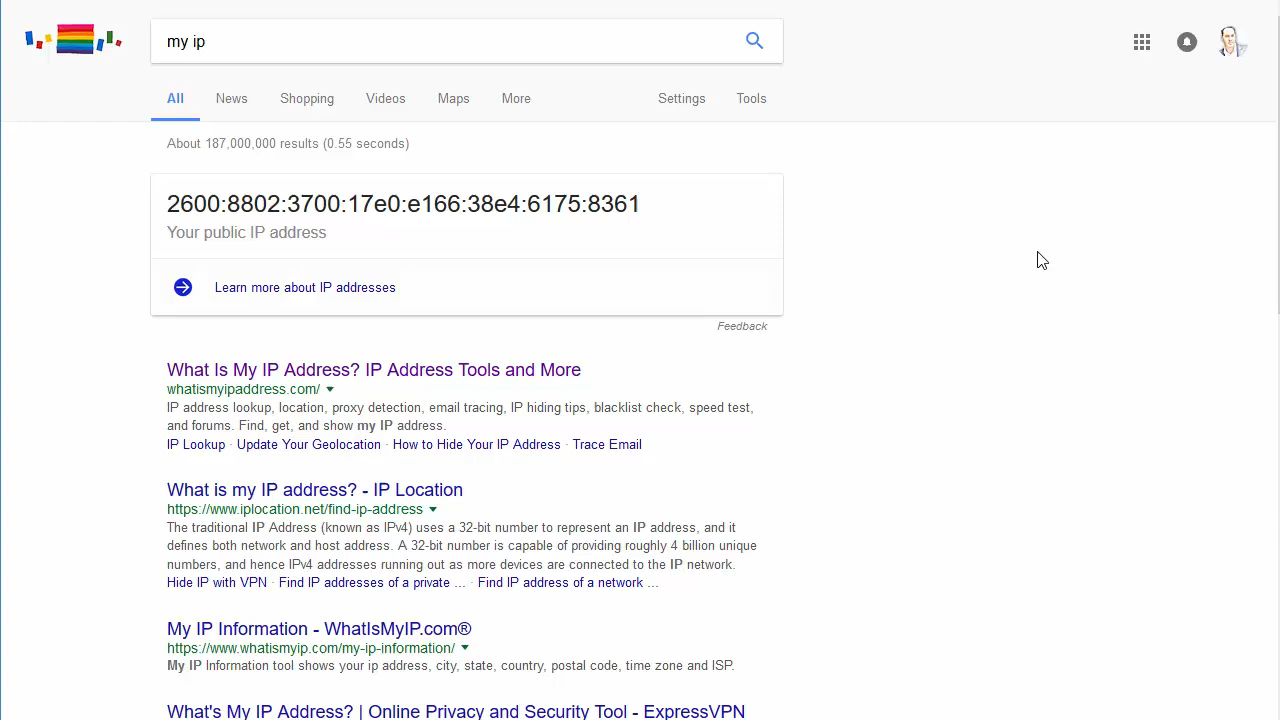 my ip
All News Shopping Videos Maps More Settings Tools
About 187,000,000 results (0.55 seconds)
2600:8802:3700:17e0:e166:38e4:6175:8361
Your public IP address
Learn more about IP addresses
Feedback
What Is My IP Address? IP Address Tools and More
whatismyipaddress.com/
IP address lookup, location, proxy detection, email tracing, IP hiding tips, blacklist check, speed test,
and forums. Find, get, and show my IP address.
IP Lookup · Update Your Geolocation · How to Hide Your IP Address · Trace Email
What is my IP address? - IP Location
https://www.iplocation.net/find-ip-address
The traditional IP Address (known as IPv4) uses a 32-bit number to represent an IP address, and it
defines both network and host address. A 32-bit number is capable of providing roughly 4 billion unique
numbers, and hence IPv4 addresses running out as more devices are connected to the IP network.
Hide IP with VPN · Find IP addresses of a private ... · Find IP address of a network ...
My IP Information - WhatIsMyIP.com®
https://www.whatismyip.com/my-ip-information/
My IP Information tool shows your ip address, city, state, country, postal code, time zone and ISP.
What's My IP Address? | Online Privacy and Security Tool - ExpressVPN